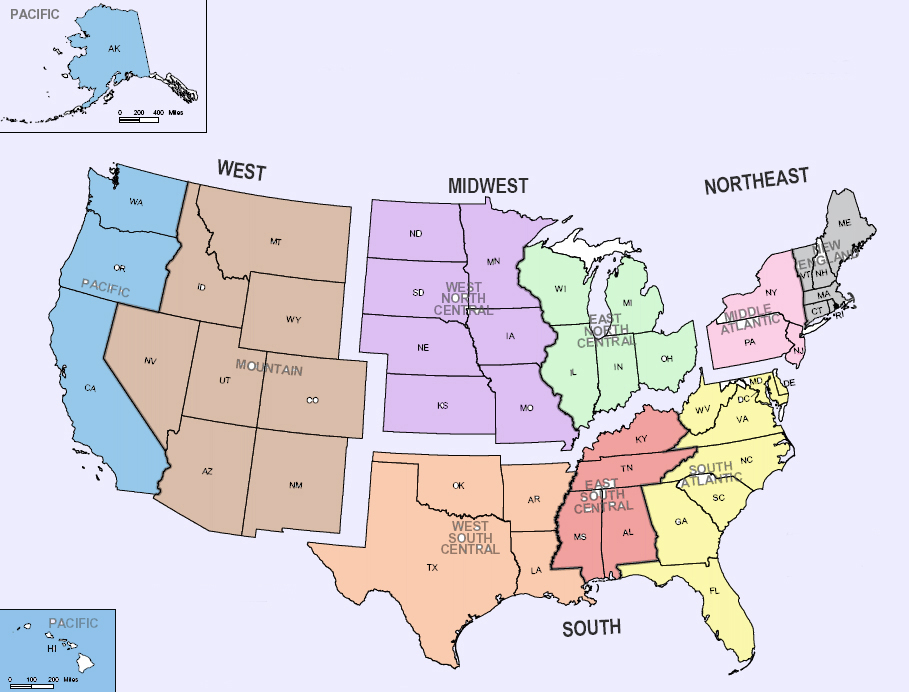 PACIFIC
AK
0 200 400 Miles
WEST
MIDWEST
NORTHEAST
WA
MT
ND
MN
ME
OR
ID
SD
WI
MI
NEW
ENGLAND
VT
NH
PACIFIC
WEST
NORTH
CENTRAL
NY
MA
CT
RI
WY
EAST
NORTH
CENTRAL
MIDDLE
ATLANTIC
NV
NE
IA
PA
NJ
UT
MOUNTAIN
IL
IN
OH
CA
CO
KS
MO
WV
MD
DE
DC
VA
KY
AZ
NM
OK
AR
TN
NC
SOUTH
ATLANTIC
EAST
SOUTH
CENTRAL
SC
WEST
SOUTH
CENTRAL
MS
AL
GA
TX
LA
FL
SOUTH
PACIFIC
HI
0 100 200 Miles